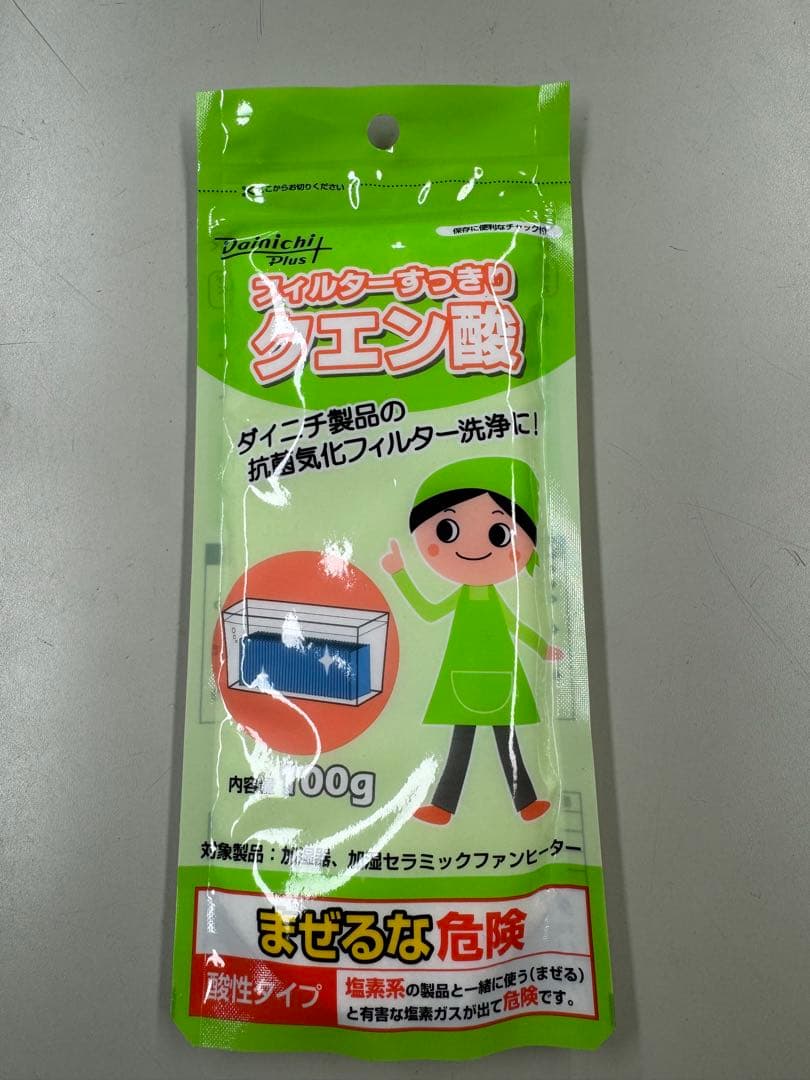 ここからお切りください
保存に便利なチャック付
Dainichi
Plus
フィルターすっきり
クエン酸
ダイニチ製品の
抗菌気化フィルター洗浄に!
内容量 100g
対象製品：加湿器、加湿セラミックファンヒーター
まぜるな危険
酸性タイプ
塩素系の製品と一緒に使う(まぜる)
と有害な塩素ガスが出て危険です。